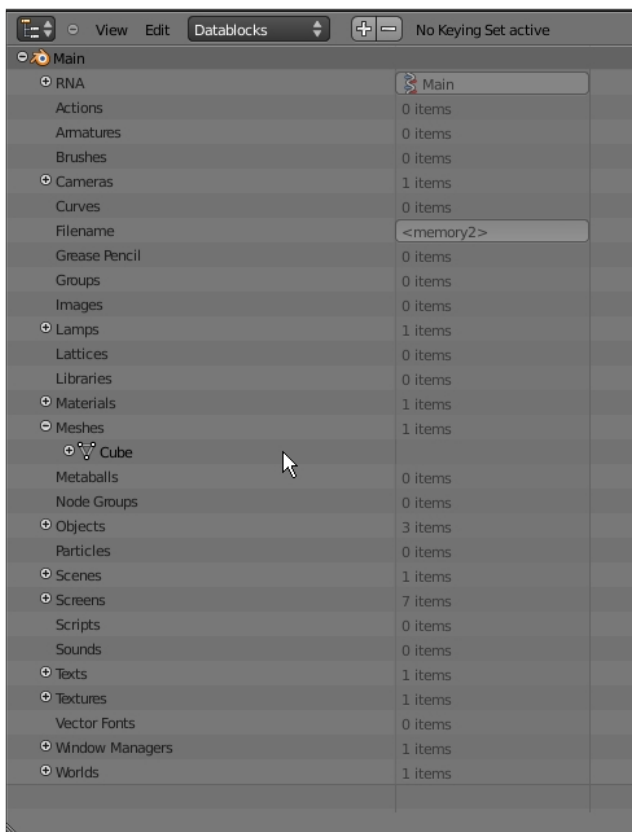 View Edit Datablocks No Keying Set active
Main
RNA Main
Actions 0 items
Armatures 0 items
Brushes 0 items
Cameras 1 items
Curves 0 items
Filename <memory2>
Grease Pencil 0 items
Groups 0 items
Images 0 items
Lamps 1 items
Lattices 0 items
Libraries 0 items
Materials 1 items
Meshes 1 items
Cube
Metaballs 0 items
Node Groups 0 items
Objects 3 items
Particles 0 items
Scenes 1 items
Screens 7 items
Scripts 0 items
Sounds 0 items
Texts 1 items
Textures 1 items
Vector Fonts 0 items
Window Managers 1 items
Worlds 1 items